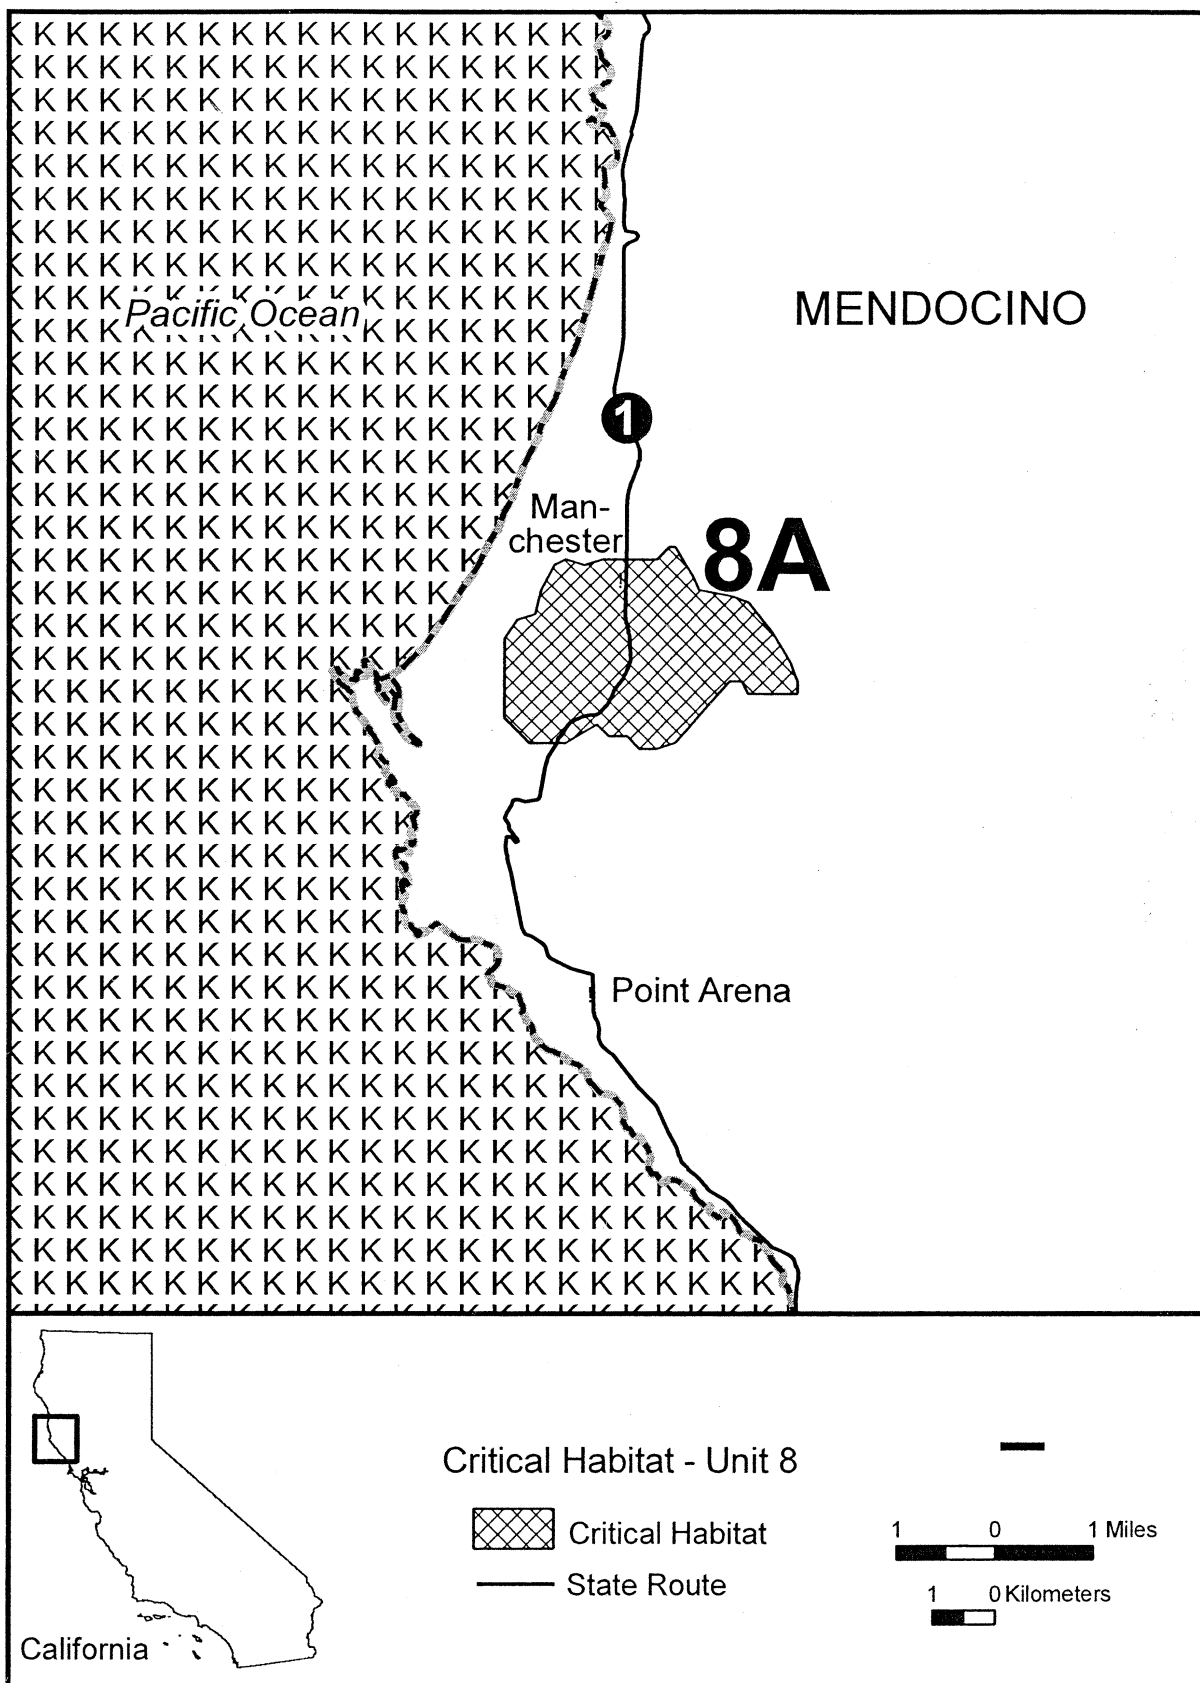 Pacific Ocean
MENDOCINO
1
Man-
chester
8A
Point Arena
California
Critical Habitat - Unit 8
Critical Habitat
State Route
1 0 1 Miles
1 0 Kilometers